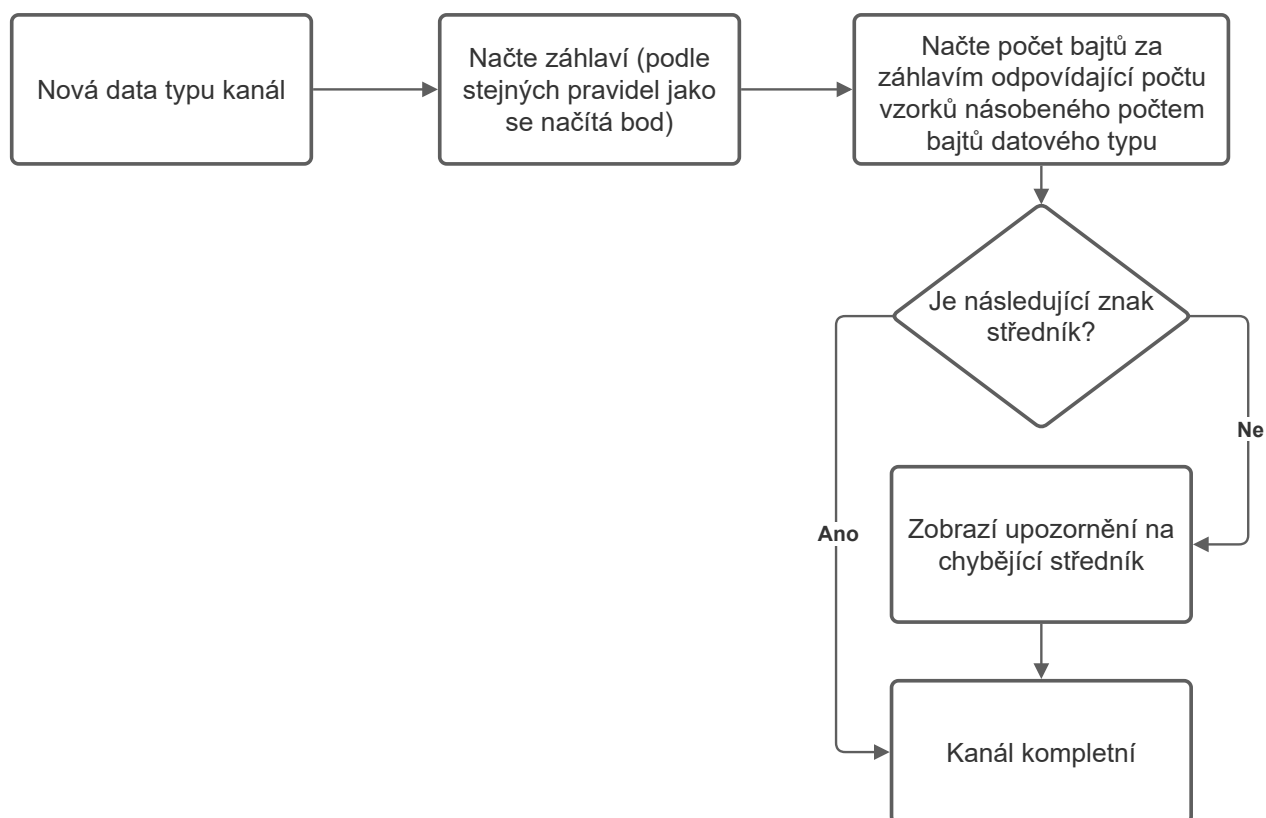 Nová data typu kanál
Načte záhlaví (podle
stejných pravidel jako
se načítá bod)
Načte počet bajtů za
záhlavím odpovídající počtu
vzorků násobeného počtem
bajtů datového typu
Je následující znak
středník?
Ne
Zobrazí upozornění na
chybějící středník
Ano
Kanál kompletní